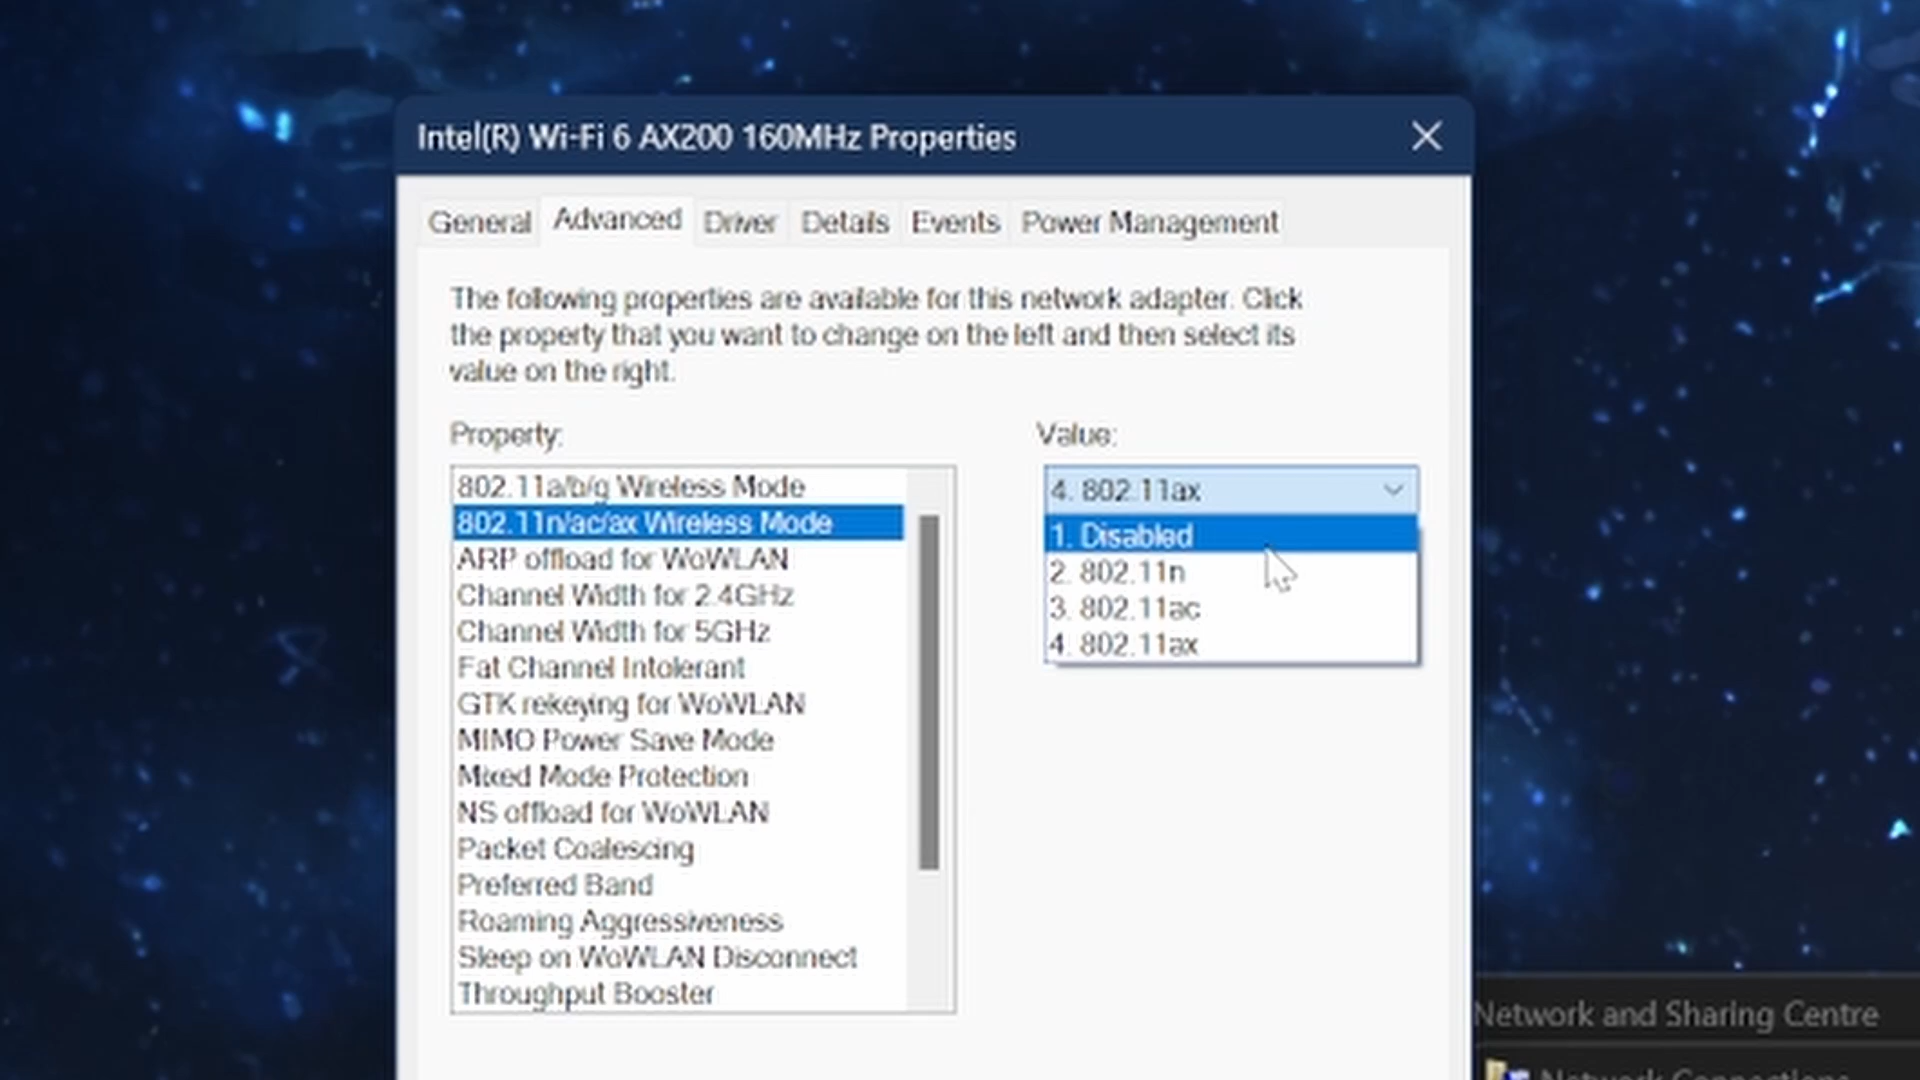 Intel(R) Wi-Fi 6 AX200 160MHz Properties
General Advanced Driver Details Events Power Management
The following properties are available for this network adapter. Click
the property that you want to change on the left and then select its
value on the right.
Property:
802.11a/b/g Wireless Mode
802.11n/ac/ax Wireless Mode
ARP offload for WoWLAN
Channel Width for 2.4GHz
Channel Width for 5GHz
Fat Channel Intolerant
GTK rekeying for WoWLAN
MIMO Power Save Mode
Mixed Mode Protection
NS offload for WoWLAN
Packet Coalescing
Preferred Band
Roaming Aggressiveness
Sleep on WoWLAN Disconnect
Throughput Booster
Value:
4. 802.11ax
1. Disabled
2. 802.11n
3. 802.11ac
4. 802.11ax
Network and Sharing Centre
Network Connections